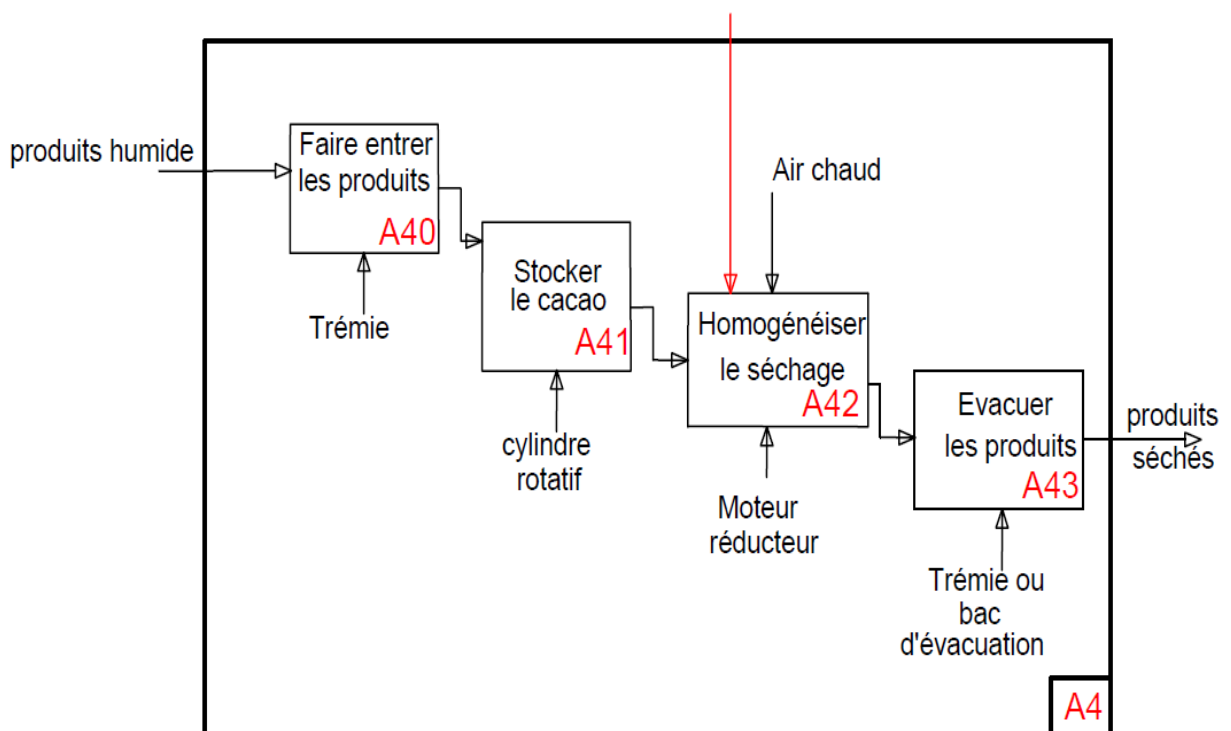 produits humide
Faire entrer
les produits
A40
Trémie
Stocker
le cacao
A41
cylindre
rotatif
Air chaud
Homogénéiser
le séchage
A42
Moteur
réducteur
Evacuer
les produits
A43
Trémie ou
bac
d'évacuation
produits
séchés
A4